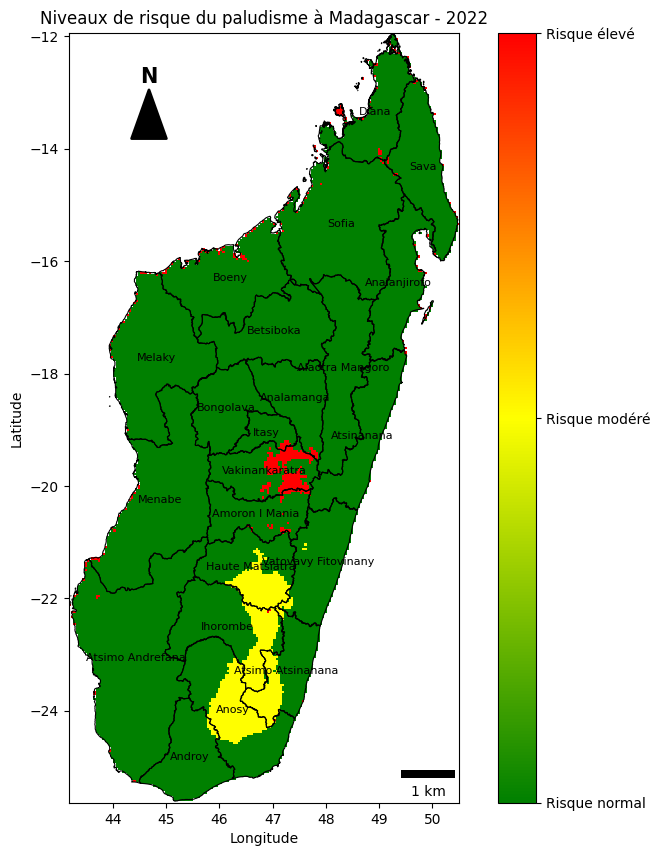 Niveaux de risque du paludisme à Madagascar - 2022
Risque élevé
Risque modéré
Risque normal
N
Latitude
−12
−14
−16
−18
−20
−22
−24
Diana
Sava
Sofia
Boeny
Analanjirofo
Betsiboka
Melaky
Alaotra Mangoro
Analamanga
Bongolava
Itasy
Atsinanana
Vakinankaratra
Menabe
Amoron I Mania
Haute Matsiatra
Vatovavy Fitovinany
Ihorombe
Atsimo Andrefana
Atsimo-Atsinanana
Anosy
Androy
1 km
44
45
46
47
48
49
50
Longitude